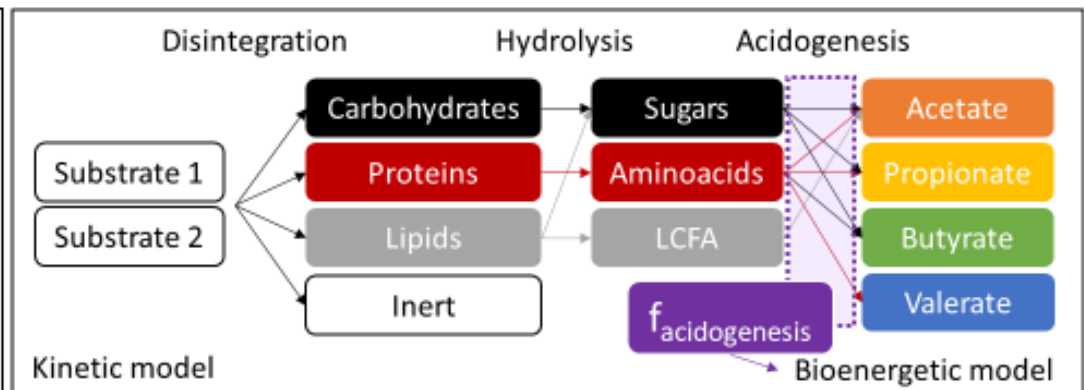 Disintegration Hydrolysis Acidogenesis
Carbohydrates Sugars Acetate
Substrate 1 Proteins Aminoacids Propionate
Substrate 2 Lipids LCFA Butyrate
Inert f acidogenesis Valerate
Kinetic model Bioenergetic model